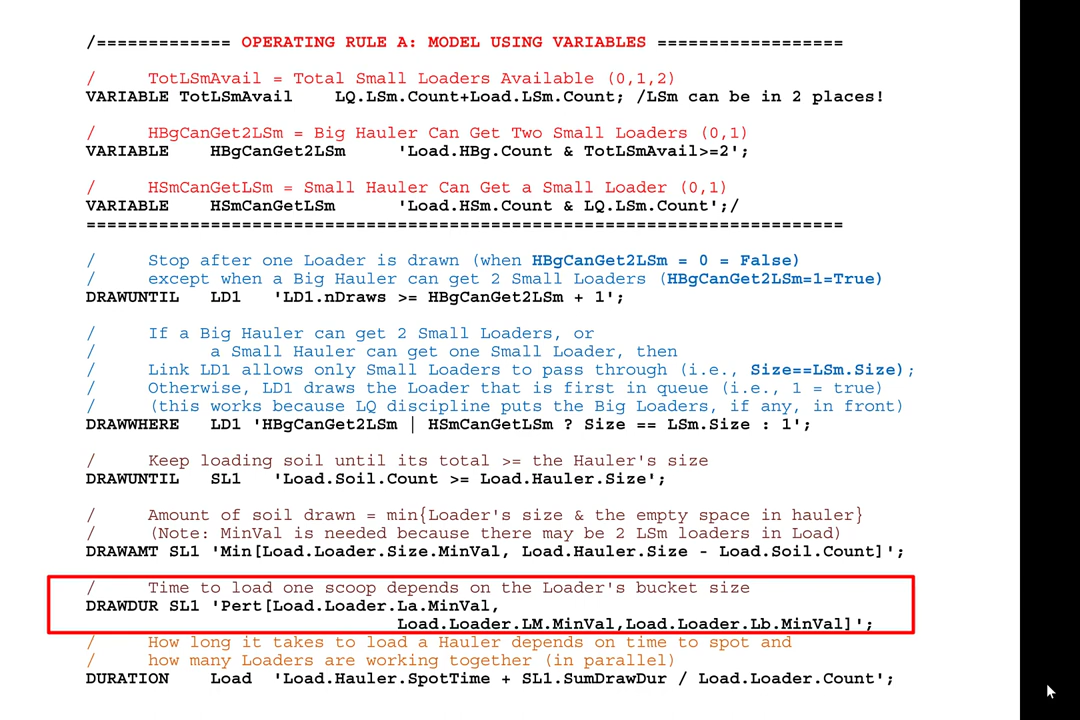 /============= OPERATING RULE A: MODEL USING VARIABLES ==================
/ TotLSmAvail = Total Small Loaders Available (0,1,2)
VARIABLE TotLSmAvail LQ.LSm.Count+Load.LSm.Count; /LSm can be in 2 places!
/ HBgCanGet2LSm = Big Hauler Can Get Two Small Loaders (0,1)
VARIABLE HBgCanGet2LSm 'Load.HBg.Count & TotLSmAvail>=2';
/ HSmCanGetLSm = Small Hauler Can Get a Small Loader (0,1)
VARIABLE HSmCanGetLSm 'Load.HSm.Count & LQ.LSm.Count';/
=========================================================================
/ Stop after one Loader is drawn (when HBgCanGet2LSm = 0 = False)
/ except when a Big Hauler can get 2 Small Loaders (HBgCanGet2LSm=1=True)
DRAWUNTIL LD1 'LD1.nDraws >= HBgCanGet2LSm + 1';
/ If a Big Hauler can get 2 Small Loaders, or
/ a Small Hauler can get one Small Loader, then
/ Link LD1 allows only Small Loaders to pass through (i.e., Size==LSm.Size);
/ Otherwise, LD1 draws the Loader that is first in queue (i.e., 1 = true)
/ (this works because LQ discipline puts the Big Loaders, if any, in front)
DRAWWHERE LD1 'HBgCanGet2LSm | HSmCanGetLSm ? Size == LSm.Size : 1';
/ Keep loading soil until its total >= the Hauler's size
DRAWUNTIL SL1 'Load.Soil.Count >= Load.Hauler.Size';
/ Amount of soil drawn = min{Loader's size & the empty space in hauler}
/ (Note: MinVal is needed because there may be 2 LSm loaders in Load)
DRAWAMT SL1 'Min[Load.Loader.Size.MinVal, Load.Hauler.Size - Load.Soil.Count]';
/ Time to load one scoop depends on the Loader's bucket size
DRAWDUR SL1 'Pert[Load.Loader.La.MinVal,
Load.Loader.LM.MinVal,Load.Loader.Lb.MinVal]';
/ How long it takes to load a Hauler depends on time to spot and
/ how many Loaders are working together (in parallel)
DURATION Load 'Load.Hauler.SpotTime + SL1.SumDrawDur / Load.Loader.Count';